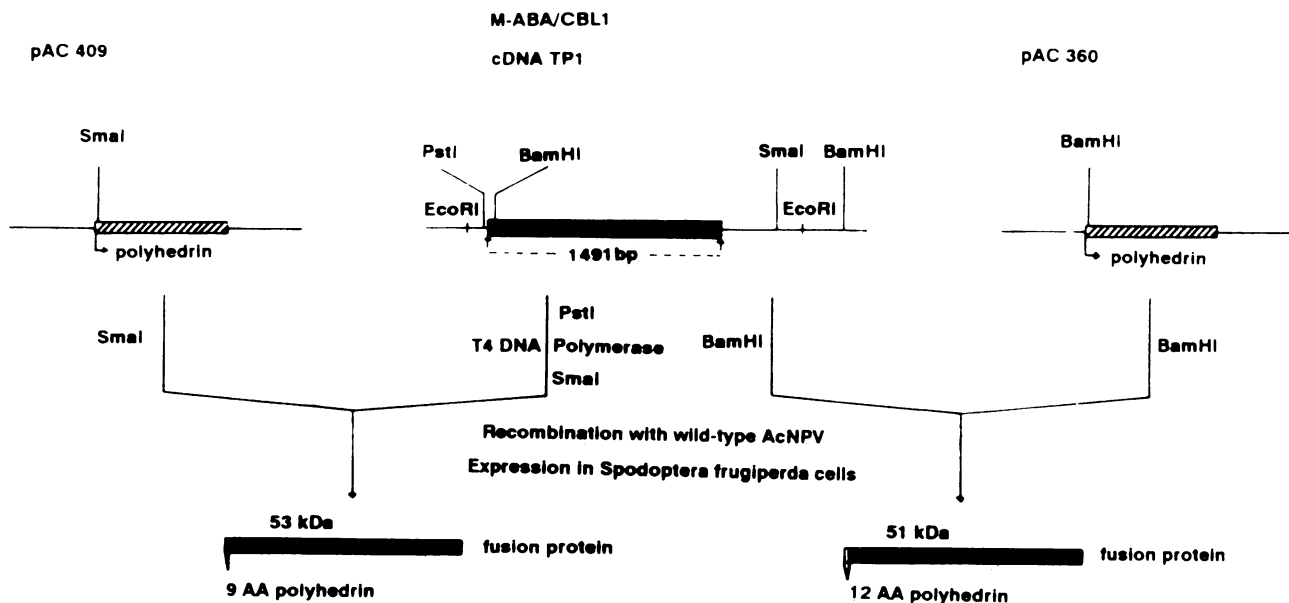 M-ABA/CBL1
pAC 409
cDNA TP1
pAC 360
SmaI
PstI
BamHI
SmaI
BamHI
BamHI
EcoRI
EcoRI
polyhedrin
1491bp
polyhedrin
SmaI
PstI
T4 DNA Polymerase
SmaI
BamHI
BamHI
Recombination with wild-type AcNPV
Expression in Spodoptera frugiperda cells
53 kDa
fusion protein
9 AA polyhedrin
51 kDa
fusion protein
12 AA polyhedrin